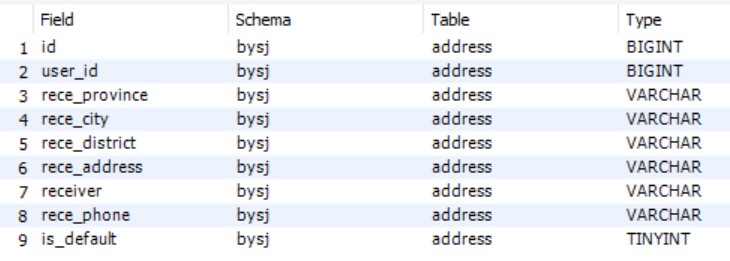 Field Schema Table Type
1 id bysj address BIGINT
2 user_id bysj address BIGINT
3 rece_province bysj address VARCHAR
4 rece_city bysj address VARCHAR
5 rece_district bysj address VARCHAR
6 rece_address bysj address VARCHAR
7 receiver bysj address VARCHAR
8 rece_phone bysj address VARCHAR
9 is_default bysj address TINYINT